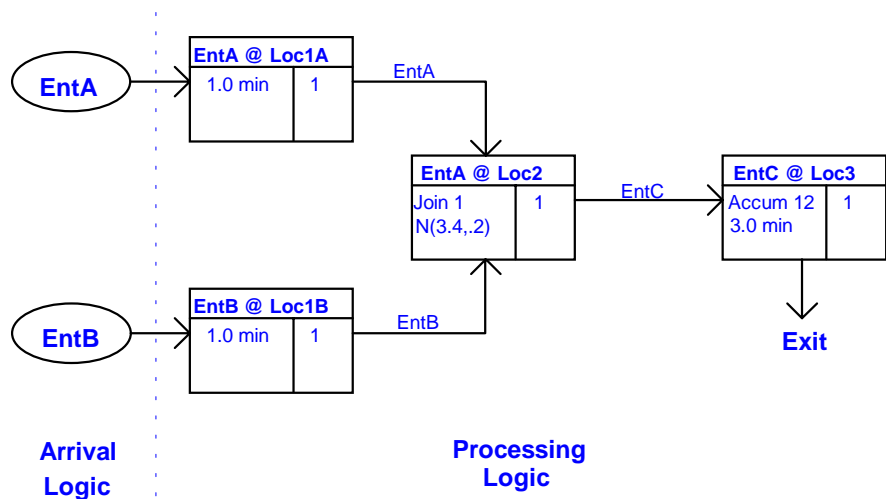 EntA
EntA @ Loc1A
1.0 min 1
EntA
EntA @ Loc2
Join 1 1
N(3.4,.2)
EntC
EntC @ Loc3
Accum 12 1
3.0 min
Exit
EntB
EntB @ Loc1B
1.0 min 1
EntB
Arrival
Logic
Processing
Logic